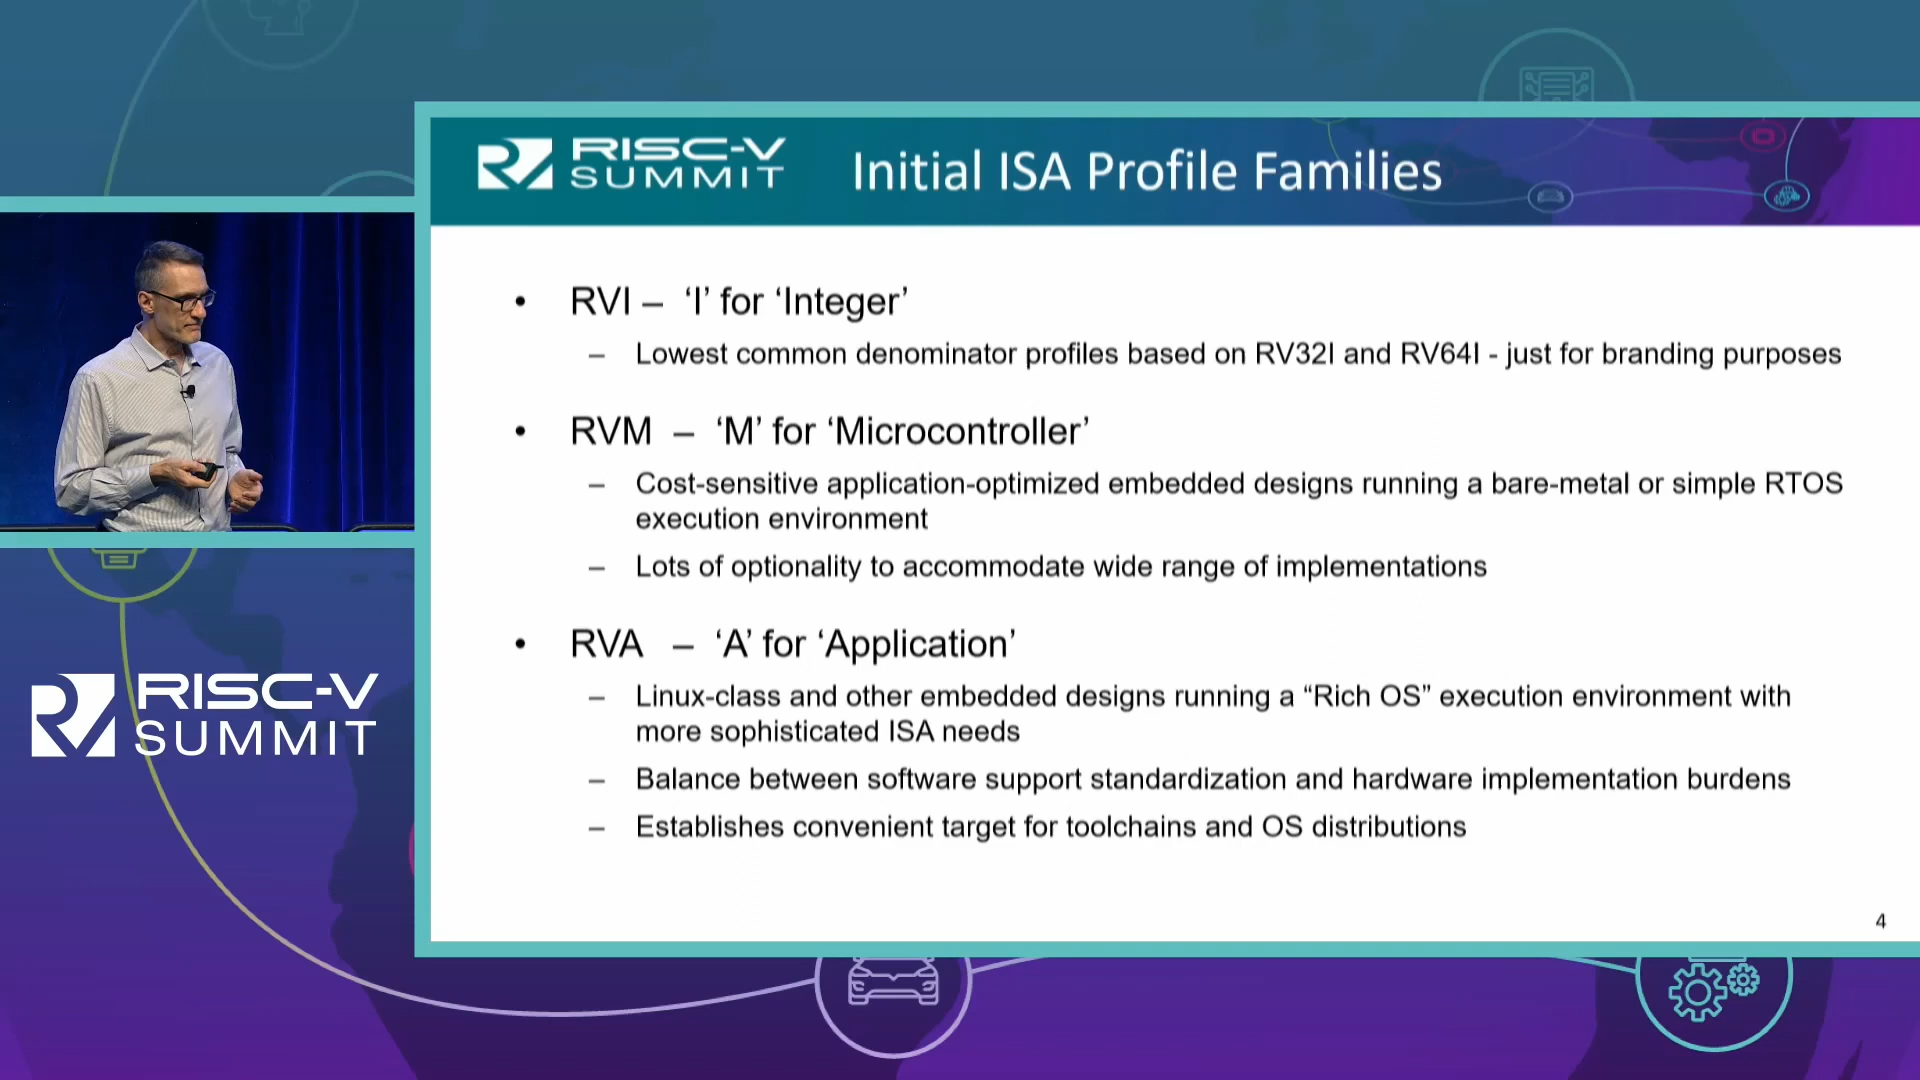 RISC-V
SUMMIT
Initial ISA Profile Families
• RVI – ‘I’ for ‘Integer’
– Lowest common denominator profiles based on RV32I and RV64I - just for branding purposes
• RVM – ‘M’ for ‘Microcontroller’
– Cost-sensitive application-optimized embedded designs running a bare-metal or simple RTOS
execution environment
– Lots of optionality to accommodate wide range of implementations
• RVA – ‘A’ for ‘Application’
– Linux-class and other embedded designs running a “Rich OS” execution environment with
more sophisticated ISA needs
– Balance between software support standardization and hardware implementation burdens
– Establishes convenient target for toolchains and OS distributions
4
RISC-V
SUMMIT